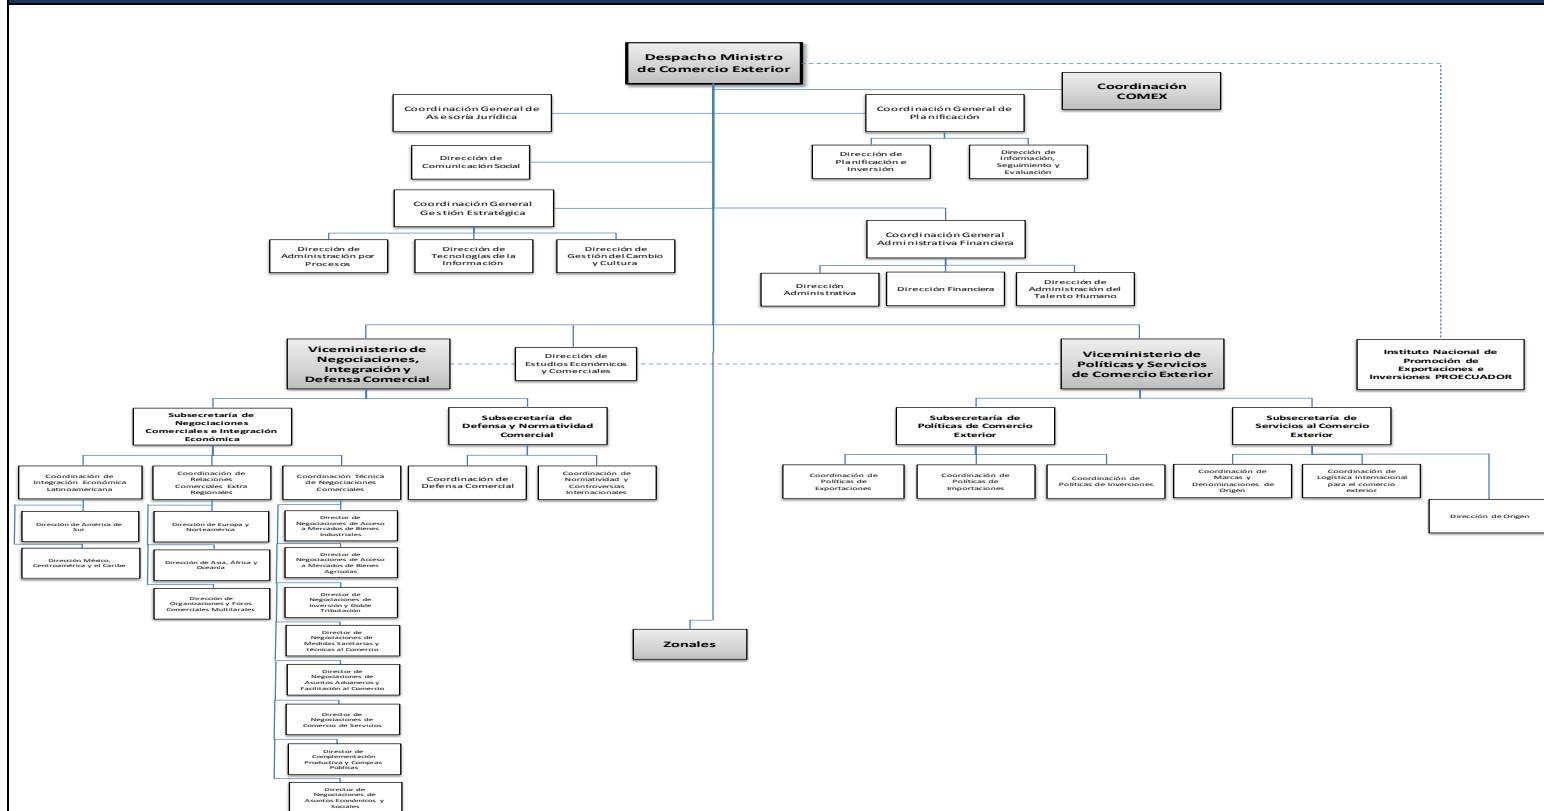 Despacho Ministro
de Comercio Exterior
Coordinación
COMEX
Coordinación General de
Asesoría Jurídica
Coordinación General de
Planificación
Dirección de
Comunicación Social
Dirección de
Planificación e
Inversión
Dirección de
Información,
Seguimiento y
Evaluación
Coordinación General
Gestión Estratégica
Coordinación General
Administrativa Financiera
Dirección de
Administración por
Procesos
Dirección de
Tecnologías de la
Información
Dirección de
Gestión del Cambio
y Cultura
Dirección
Administrativa
Dirección Financiera
Dirección de
Administración del
Talento Humano
Viceministerio de
Negociaciones,
Integración y
Defensa Comercial
Dirección de
Estudios Económicos
y Comerciales
Viceministerio de
Políticas y Servicios
de Comercio Exterior
Instituto Nacional de
Promoción de
Exportaciones e
Inversiones PROECUADOR
Subsecretaría de
Negociaciones
Comerciales e Integración
Económica
Subsecretaría de
Defensa y Normatividad
Comercial
Subsecretaría de
Políticas de Comercio
Exterior
Subsecretaría de
Servicios al Comercio
Exterior
Coordinación de
Integración Económica
Latinoamericana
Coordinación de
Relaciones
Comerciales Extra
Regionales
Coordinación Técnica
de Negociaciones
Comerciales
Coordinación de
Defensa Comercial
Coordinación de
Normatividad y
Controversias
Internacionales
Coordinación de
Políticas de
Exportaciones
Coordinación de
Políticas de
Importaciones
Coordinación de
Políticas de Inversiones
Coordinación de
Marcas y
Denominaciones de
Origen
Coordinación de
Logística Internacional
para el comercio
exterior
Dirección de Origen
Dirección de América de
Sur
Dirección México,
Centroamérica y el Caribe
Dirección de Europa y
Norteamérica
Dirección de Asia, África y
Oceanía
Dirección de
Organizaciones y Foros
Comerciales Multilarales
Director de
Negociaciones de Acceso
a Mercados de Bienes
Industriales
Director de
Negociaciones de Acceso
a Mercados de Bienes
Agrícolas
Director de
Negociaciones de
Inversión y Doble
Tributación
Director de
Negociaciones de
Medidas Sanitarias y
técnicas al Comercio
Director de
Negociaciones de
Asuntos Aduaneros y
Facilitación al Comercio
Director de
Negociaciones de
Comercio de Servicios
Director de
Complementación
Productiva y Compras
Públicas
Director de
Negociaciones de
Asuntos Económicos y
Sociales
Zonales